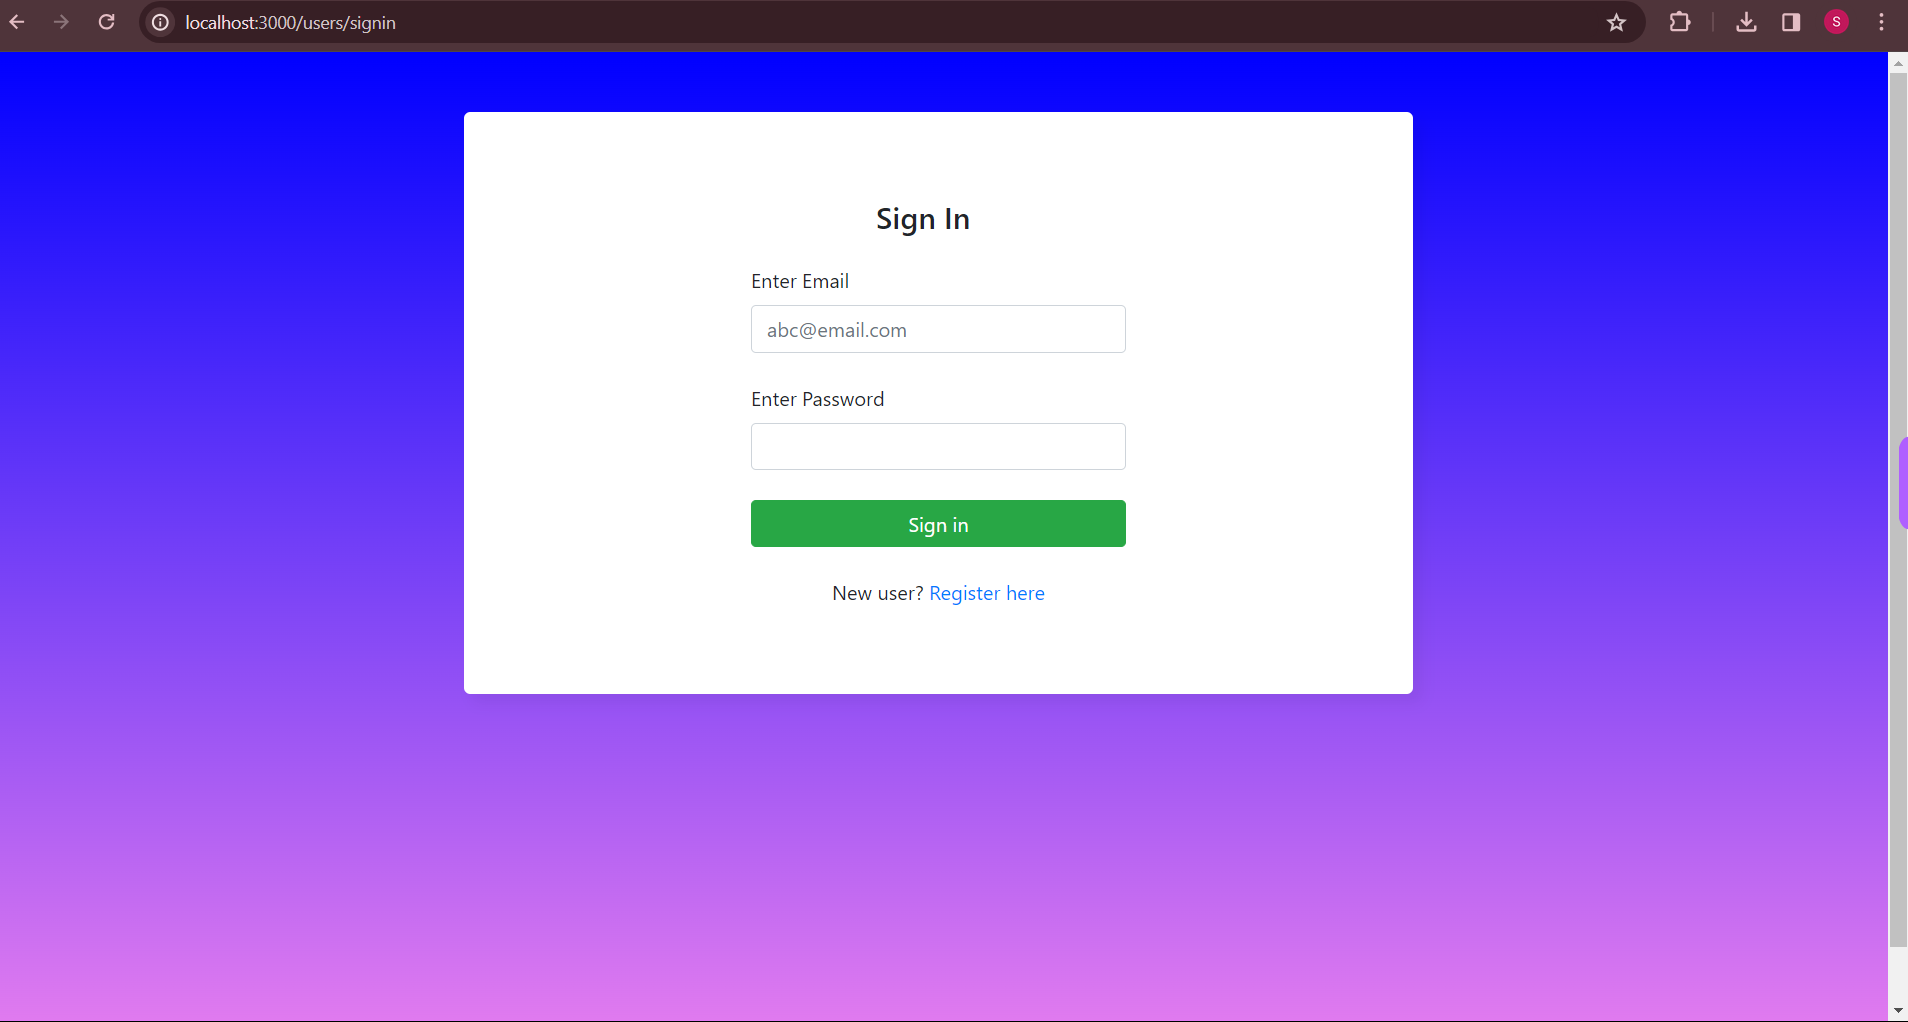 localhost:3000/users/signin
S
Sign In
Enter Email
abc@email.com
Enter Password
Sign in
New user? Register here